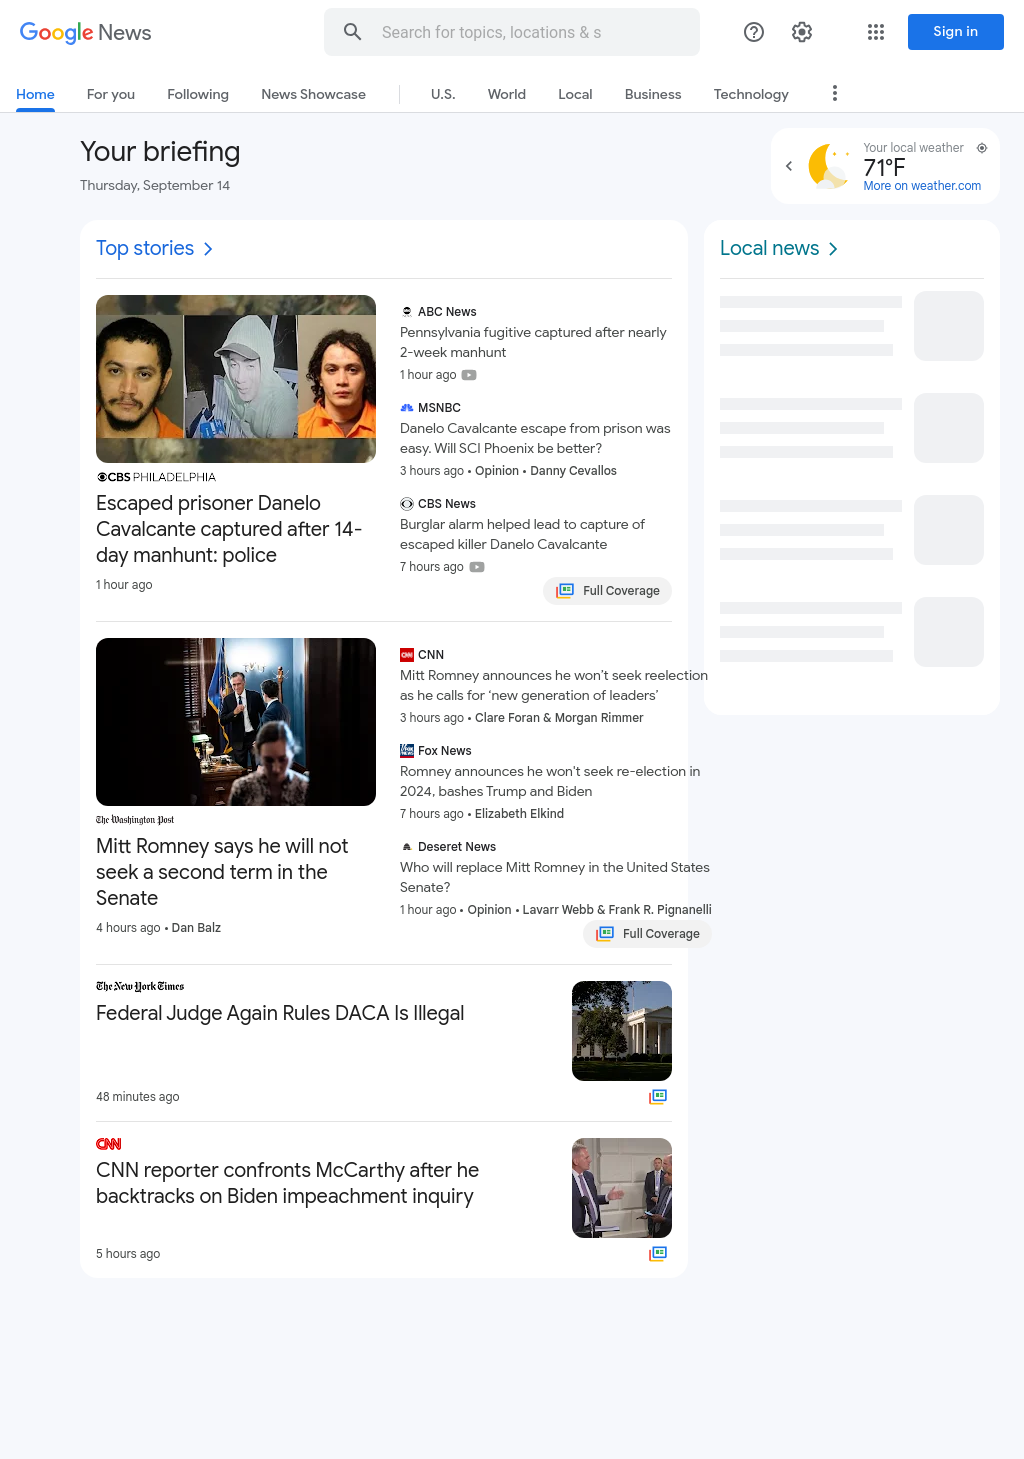 Google News
Search for topics, locations & s
Sign in
Home
For you
Following
News Showcase
U.S.
World
Local
Business
Technology
Your briefing
Thursday, September 14
Your local weather
71°F
More on weather.com
Top stories
CBS PHILADELPHIA
Escaped prisoner Danelo
Cavalcante captured after 14-
day manhunt: police
1 hour ago
ABC News
Pennsylvania fugitive captured after nearly
2-week manhunt
1 hour ago
MSNBC
Danelo Cavalcante escape from prison was
easy. Will SCI Phoenix be better?
3 hours ago • Opinion • Danny Cevallos
CBS News
Burglar alarm helped lead to capture of
escaped killer Danelo Cavalcante
7 hours ago
Full Coverage
The Washington Post
Mitt Romney says he will not
seek a second term in the
Senate
4 hours ago • Dan Balz
CNN
CNN
Mitt Romney announces he won't seek reelection
as he calls for ‘new generation of leaders’
3 hours ago • Clare Foran & Morgan Rimmer
Fox News
Romney announces he won't seek re-election in
2024, bashes Trump and Biden
7 hours ago • Elizabeth Elkind
Deseret News
Who will replace Mitt Romney in the United States
Senate?
1 hour ago • Opinion • Lavarr Webb & Frank R. Pignanelli
Full Coverage
The New York Times
Federal Judge Again Rules DACA Is Illegal
48 minutes ago
CNN
CNN reporter confronts McCarthy after he
backtracks on Biden impeachment inquiry
5 hours ago
Local news